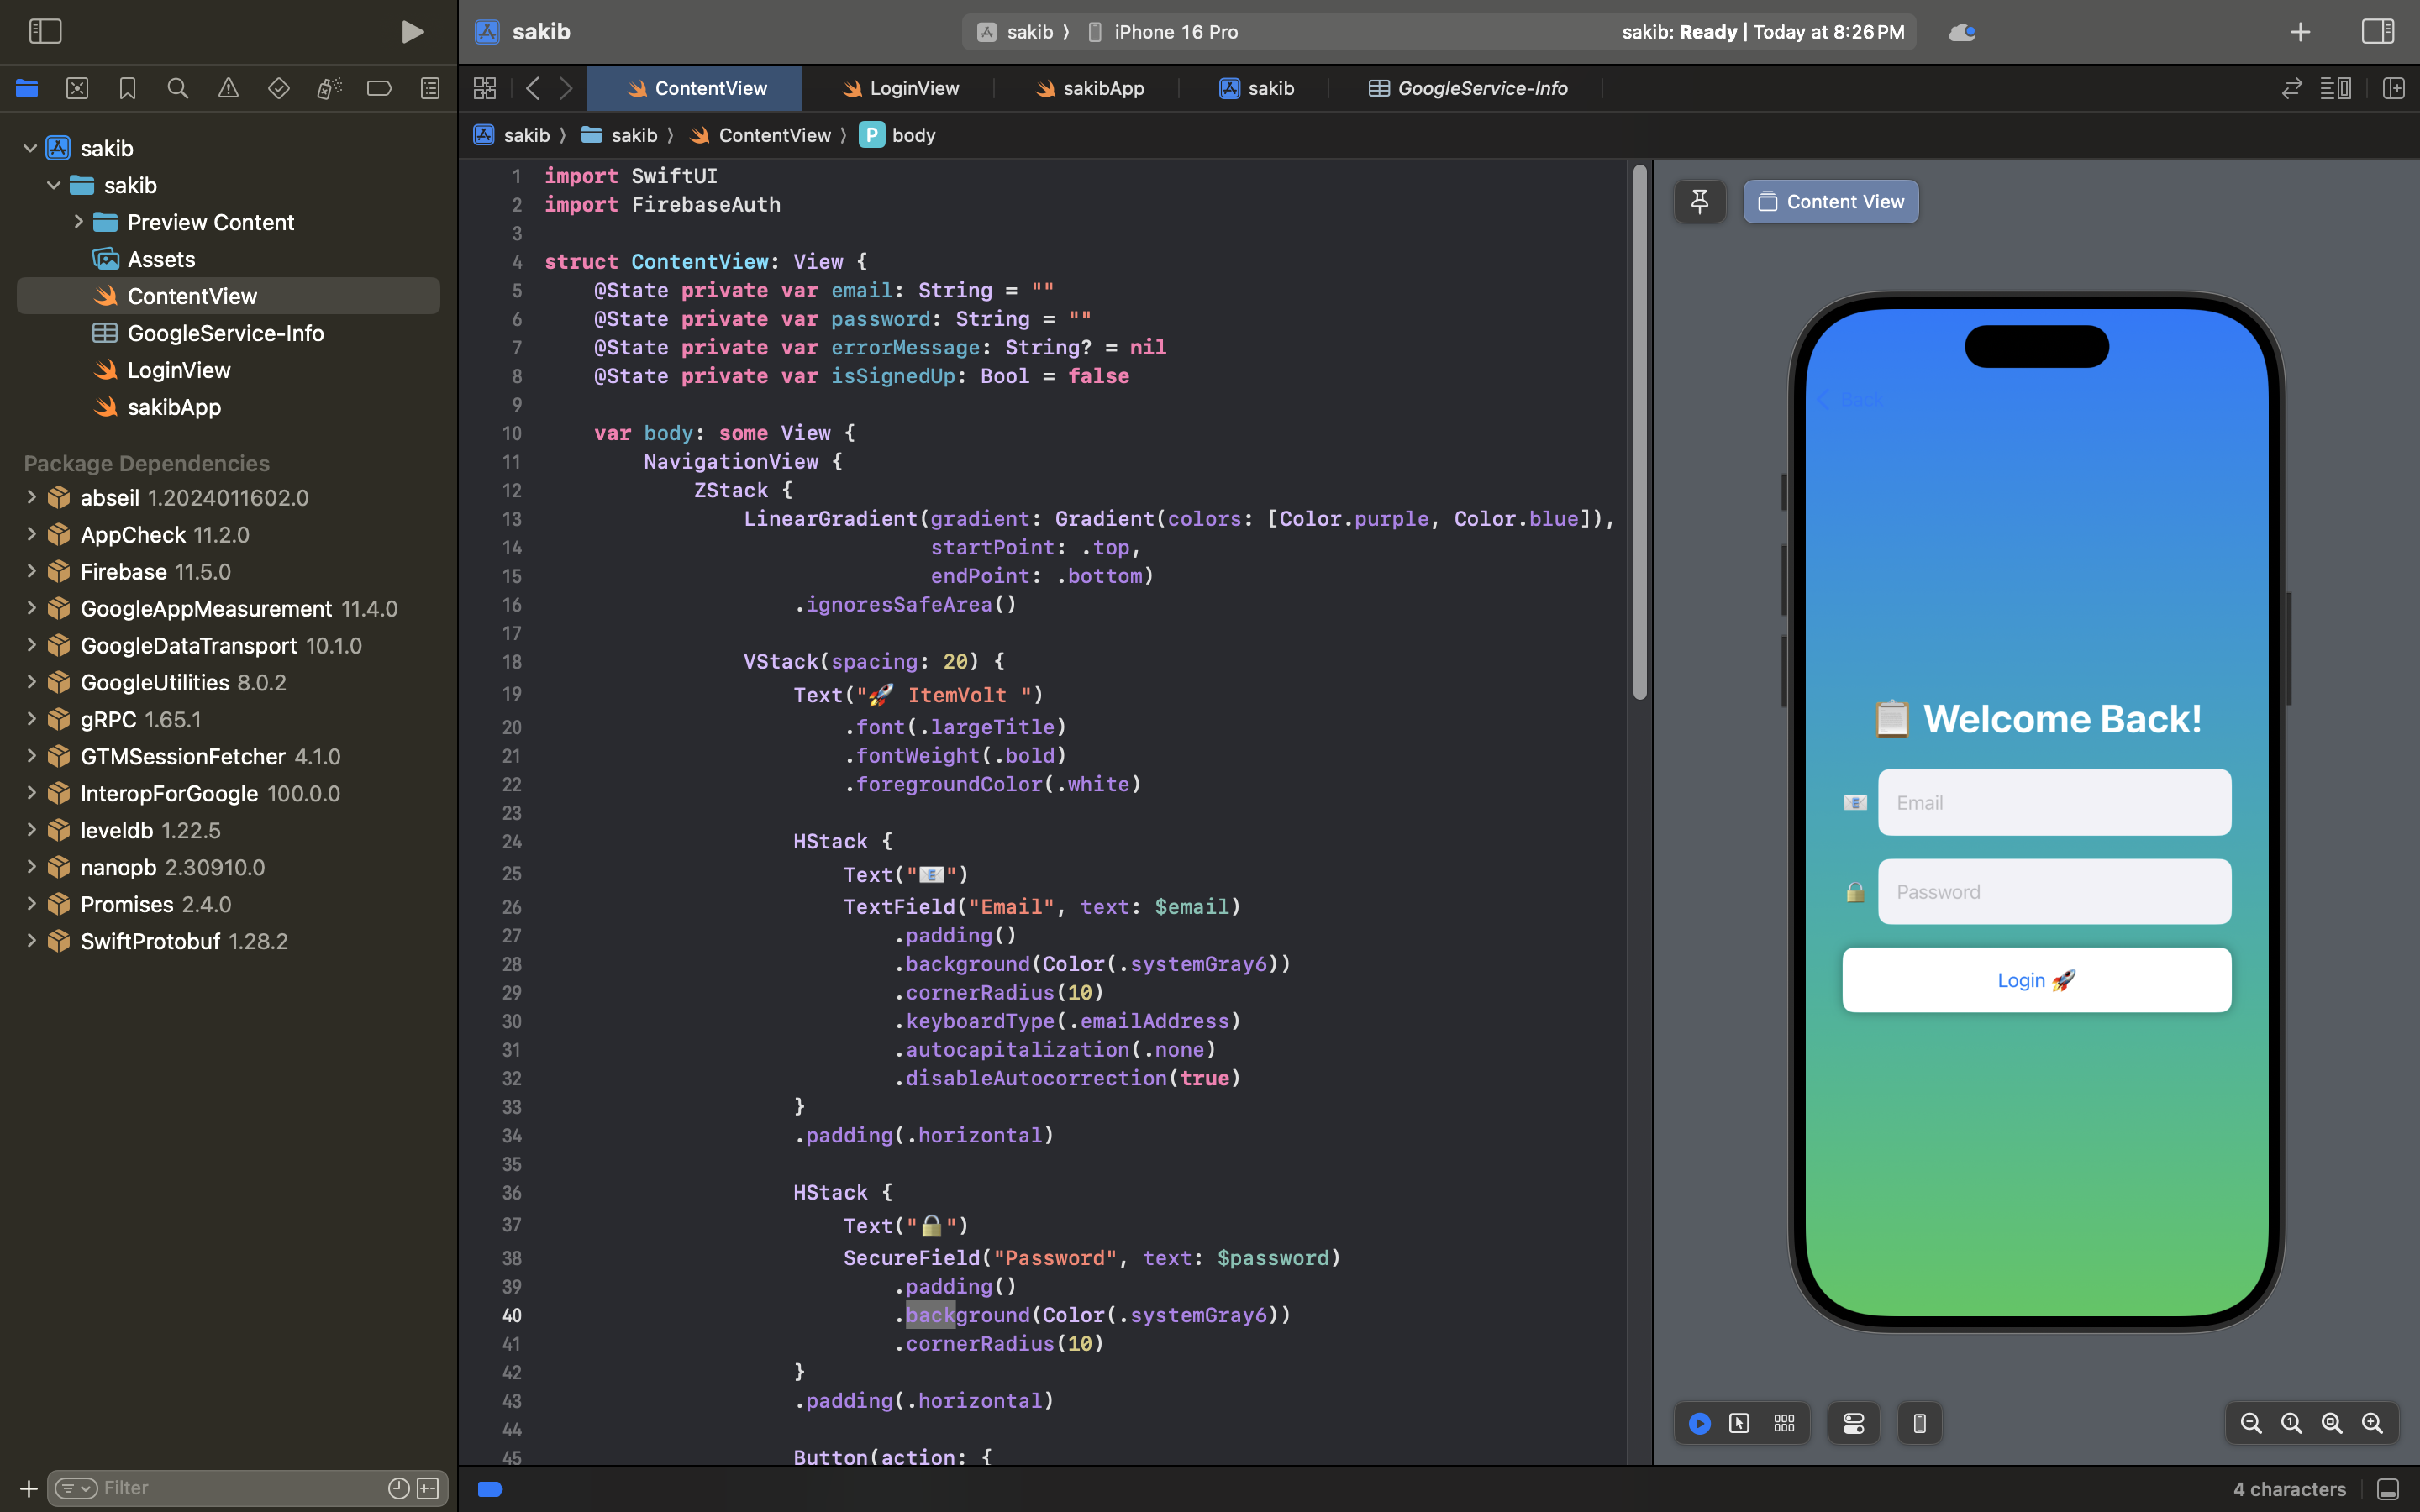 sakib
sakib 〉 iPhone 16 Pro
sakib: Ready | Today at 8:26 PM
ContentView
LoginView
sakibApp
sakib
GoogleService-Info
sakib 〉 sakib 〉 ContentView 〉 P body
sakib
sakib
Preview Content
Assets
ContentView
GoogleService-Info
LoginView
sakibApp
Package Dependencies
abseil 1.2024011602.0
AppCheck 11.2.0
Firebase 11.5.0
GoogleAppMeasurement 11.4.0
GoogleDataTransport 10.1.0
GoogleUtilities 8.0.2
gRPC 1.65.1
GTMSessionFetcher 4.1.0
InteropForGoogle 100.0.0
leveldb 1.22.5
nanopb 2.30910.0
Promises 2.4.0
SwiftProtobuf 1.28.2
Filter
1 import SwiftUI
2 import FirebaseAuth
3
4 struct ContentView: View {
5     @State private var email: String = ""
6     @State private var password: String = ""
7     @State private var errorMessage: String? = nil
8     @State private var isSignedUp: Bool = false
9
10     var body: some View {
11         NavigationView {
12             ZStack {
13                 LinearGradient(gradient: Gradient(colors: [Color.purple, Color.blue]),
14                                startPoint: .top,
15                                endPoint: .bottom)
16                     .ignoresSafeArea()
17
18                 VStack(spacing: 20) {
19                     Text("🚀 ItemVolt ")
20                         .font(.largeTitle)
21                         .fontWeight(.bold)
22                         .foregroundColor(.white)
23
24                     HStack {
25                         Text("📧")
26                         TextField("Email", text: $email)
27                             .padding()
28                             .background(Color(.systemGray6))
29                             .cornerRadius(10)
30                             .keyboardType(.emailAddress)
31                             .autocapitalization(.none)
32                             .disableAutocorrection(true)
33                     }
34                     .padding(.horizontal)
35
36                     HStack {
37                         Text("🔒")
38                         SecureField("Password", text: $password)
39                             .padding()
40                             .background(Color(.systemGray6))
41                             .cornerRadius(10)
42                     }
43                     .padding(.horizontal)
44
45                     Button(action: {
Content View
Back
📋 Welcome Back!
📧 Email
🔒 Password
Login 🚀
4 characters